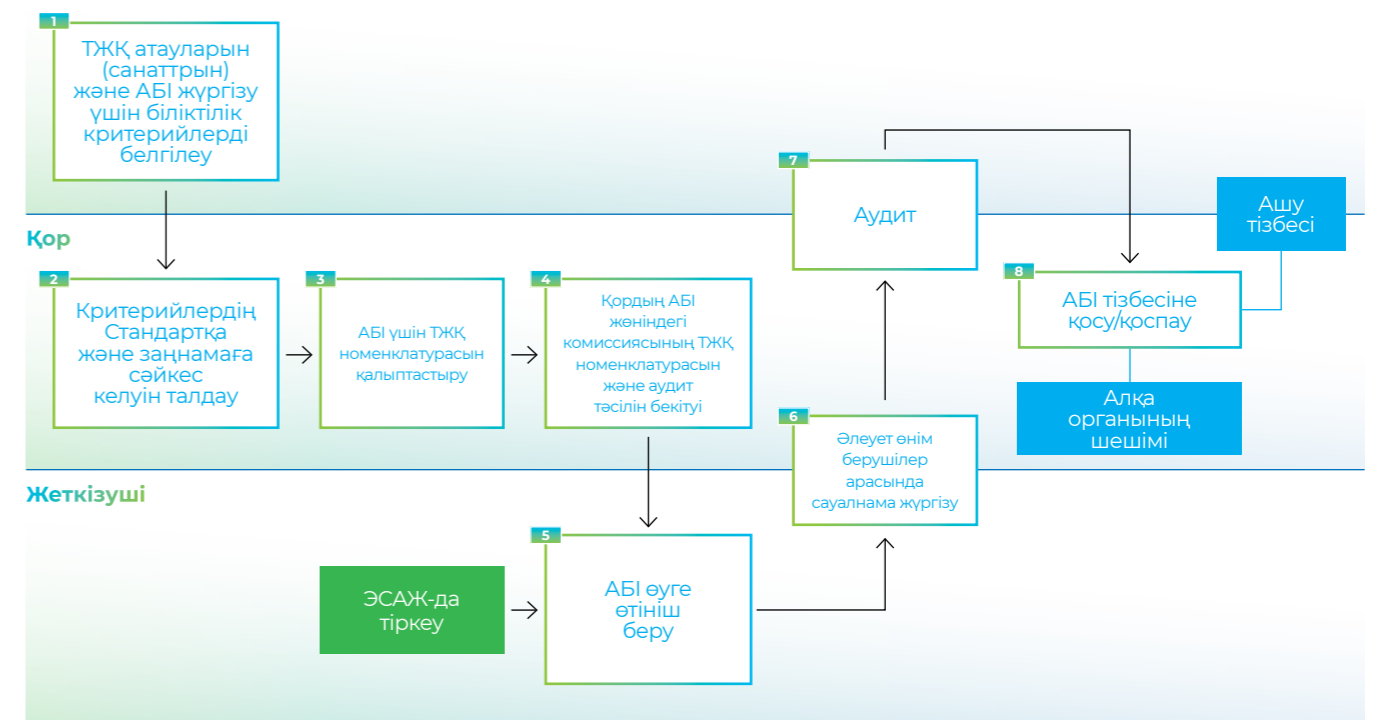 1
ТЖҚ атауларын
(санаттрын)
және АБІ жүргізу
үшін біліктілік
критерийлерді
белгілеу
7
Аудит
Ашу
тізбесі
Қор
2
Критерийлердің
Стандартқа
және заңнамаға
сәйкес
келуін талдау
3
АБІ үшін ТЖҚ
номенклатурасын
қалыптастыру
4
Қордың АБІ
жөніндегі
комиссиясының ТЖҚ
номенклатурасын
және аудит
тәсілін бекітуі
8
АБІ тізбесіне
қосу/қоспау
Алқа
органының
шешімі
6
Әлеует өнім
берушілер
арасында
сауалнама жүргізу
Жеткізуші
5
АБІ өуге
өтініш
беру
ЭСАЖ-да
тіркеу